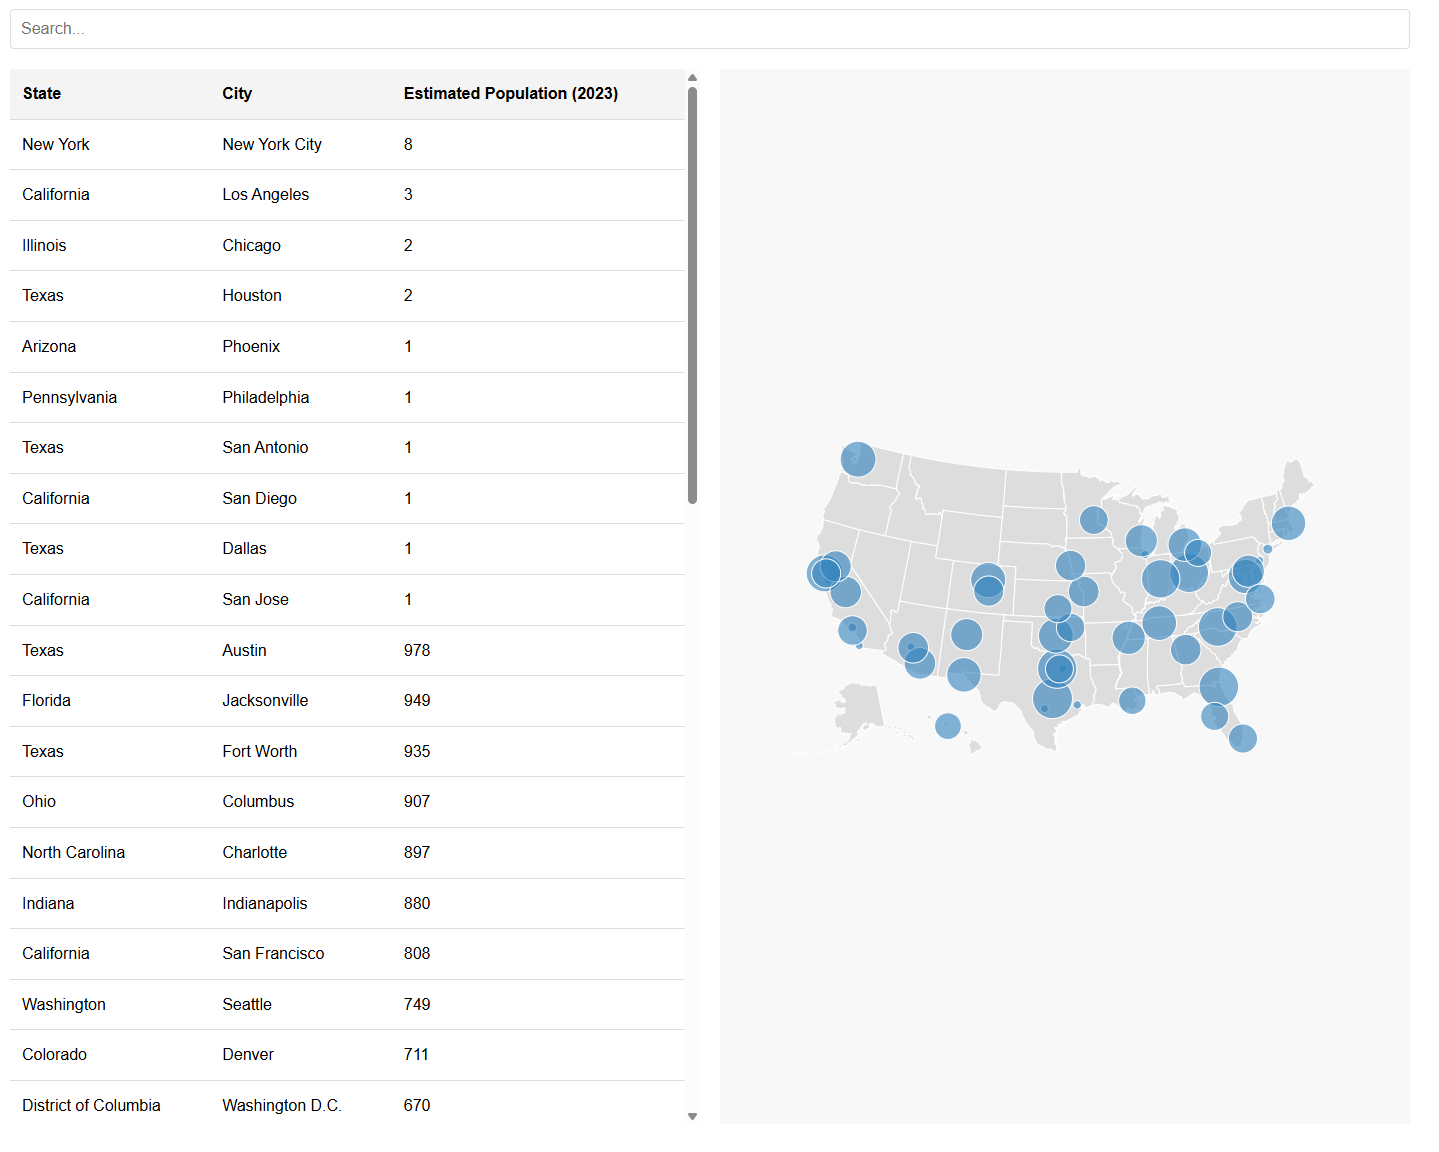 Search...
State City Estimated Population (2023)
New York New York City 8
California Los Angeles 3
Illinois Chicago 2
Texas Houston 2
Arizona Phoenix 1
Pennsylvania Philadelphia 1
Texas San Antonio 1
California San Diego 1
Texas Dallas 1
California San Jose 1
Texas Austin 978
Florida Jacksonville 949
Texas Fort Worth 935
Ohio Columbus 907
North Carolina Charlotte 897
Indiana Indianapolis 880
California San Francisco 808
Washington Seattle 749
Colorado Denver 711
District of Columbia Washington D.C. 670